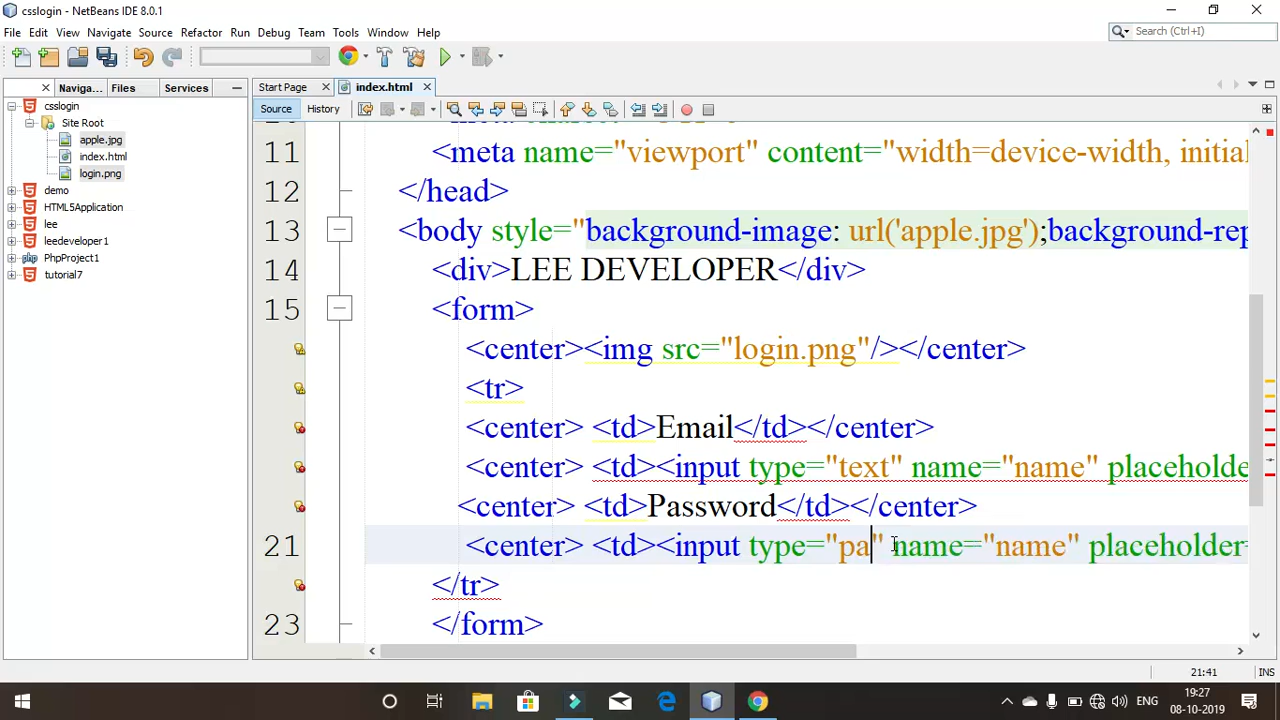 csslogin - NetBeans IDE 8.0.1
File Edit View Navigate Source Refactor Run Debug Team Tools Window Help
Search (Ctrl+I)
Naviga... Files Services
Start Page index.html
Source History
csslogin
Site Root
apple.jpg
index.html
login.png
demo
HTML5Application
lee
leedeveloper1
PhpProject1
tutorial7
11 <meta name="viewport" content="width=device-width, initial
12 </head>
13 <body style="background-image: url('apple.jpg');background-rep
14 <div>LEE DEVELOPER</div>
15 <form>
<center><img src="login.png"/></center>
<tr>
<center> <td>Email</td></center>
<center> <td><input type="text" name="name" placeholde
<center> <td>Password</td></center>
21 <center> <td><input type="pa" name="name" placeholder=
</tr>
23 </form>
21:41 INS
ENG
19:27
08-10-2019